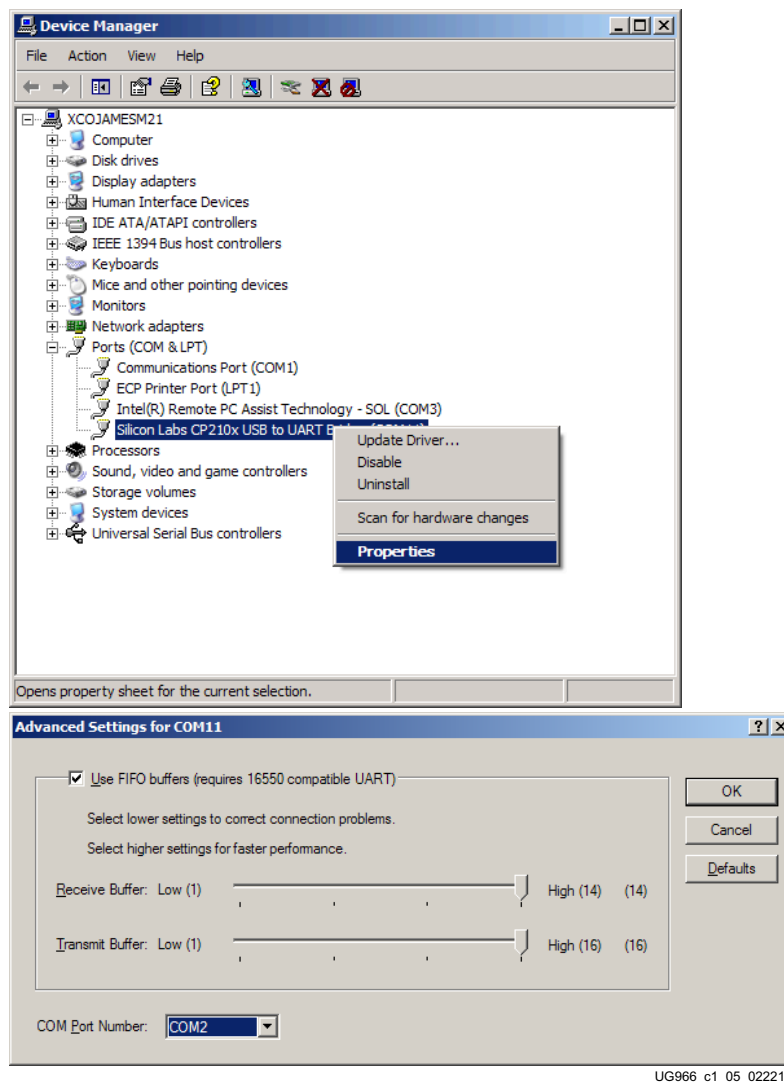 Device Manager
File Action View Help
XCOJAMESM21
Computer
Disk drives
Display adapters
Human Interface Devices
IDE ATA/ATAPI controllers
IEEE 1394 Bus host controllers
Keyboards
Mice and other pointing devices
Monitors
Network adapters
Ports (COM & LPT)
Communications Port (COM1)
ECP Printer Port (LPT1)
Intel(R) Remote PC Assist Technology - SOL (COM3)
Silicon Labs CP210x USB to UART
Processors
Sound, video and game controllers
Storage volumes
System devices
Universal Serial Bus controllers
Update Driver...
Disable
Uninstall
Scan for hardware changes
Properties
Opens property sheet for the current selection.
Advanced Settings for COM11
Use FIFO buffers (requires 16550 compatible UART)
Select lower settings to correct connection problems.
Select higher settings for faster performance.
Receive Buffer: Low (1) High (14) (14)
Transmit Buffer: Low (1) High (16) (16)
COM Port Number: COM2
OK
Cancel
Defaults
UG966_c1_05_02221